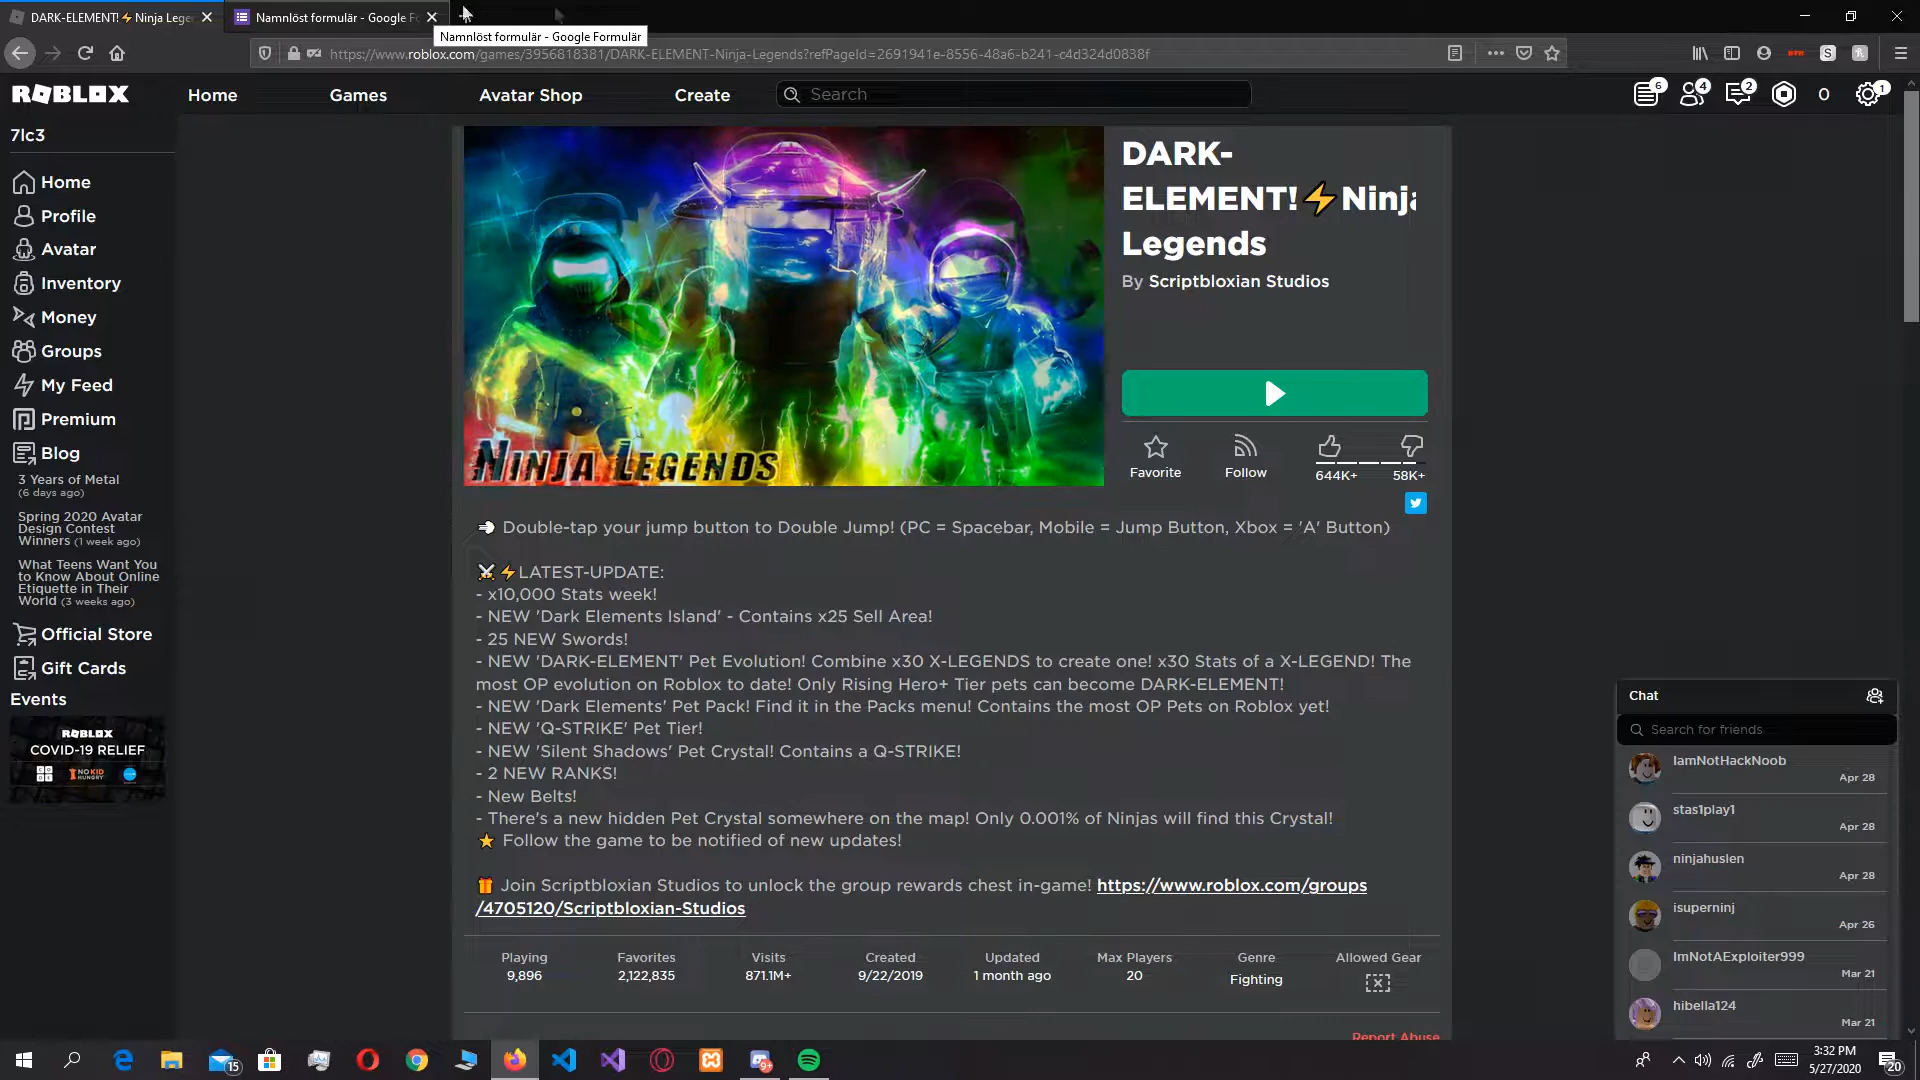 DARK-ELEMENT!⚡Ninja Lege
Namnlöst formulär - Google F
Namnlöst formulär - Google Formulär
https://www.roblox.com/games/3956818381/DARK-ELEMENT-Ninja-Legends?refPageId=2691941e-8556-48a6-b241-c4d324d0838f
ROBLOX
Home
Games
Avatar Shop
Create
Search
6
4
2
0
1
7lc3
Home
Profile
Avatar
Inventory
Money
Groups
My Feed
Premium
Blog
3 Years of Metal
(6 days ago)
Spring 2020 Avatar
Design Contest
Winners (1 week ago)
What Teens Want You
to Know About Online
Etiquette in Their
World (3 weeks ago)
Official Store
Gift Cards
Events
ROBLOX
COVID-19 RELIEF
NO KID
HUNGRY
NINJA LEGENDS
DARK-
ELEMENT!⚡Ninja
Legends
By Scriptbloxian Studios
Favorite
Follow
644K+
58K+
💨 Double-tap your jump button to Double Jump! (PC = Spacebar, Mobile = Jump Button, Xbox = 'A' Button)
⚔️⚡LATEST-UPDATE:
- x10,000 Stats week!
- NEW 'Dark Elements Island' - Contains x25 Sell Area!
- 25 NEW Swords!
- NEW 'DARK-ELEMENT' Pet Evolution! Combine x30 X-LEGENDS to create one! x30 Stats of a X-LEGEND! The
most OP evolution on Roblox to date! Only Rising Hero+ Tier pets can become DARK-ELEMENT!
- NEW 'Dark Elements' Pet Pack! Find it in the Packs menu! Contains the most OP Pets on Roblox yet!
- NEW 'Q-STRIKE' Pet Tier!
- NEW 'Silent Shadows' Pet Crystal! Contains a Q-STRIKE!
- 2 NEW RANKS!
- New Belts!
- There's a new hidden Pet Crystal somewhere on the map! Only 0.001% of Ninjas will find this Crystal!
⭐ Follow the game to be notified of new updates!
🎁 Join Scriptbloxian Studios to unlock the group rewards chest in-game! https://www.roblox.com/groups
/4705120/Scriptbloxian-Studios
Playing
9,896
Favorites
2,122,835
Visits
871.1M+
Created
9/22/2019
Updated
1 month ago
Max Players
20
Genre
Fighting
Allowed Gear
Report Abuse
Chat
Search for friends
IamNotHackNoob
Apr 28
stas1play1
Apr 28
ninjahuslen
Apr 28
isuperninj
Apr 26
ImNotAExploiter999
Mar 21
hibella124
Mar 21
15
9+
3:32 PM
5/27/2020
20